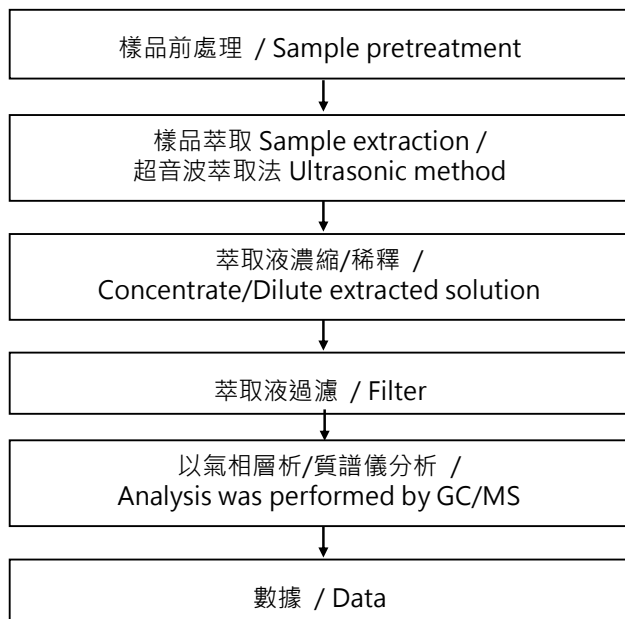 樣品前處理 / Sample pretreatment
樣品萃取 Sample extraction /
超音波萃取法 Ultrasonic method
萃取液濃縮/稀釋 /
Concentrate/Dilute extracted solution
萃取液過濾 / Filter
以氣相層析/質譜儀分析 /
Analysis was performed by GC/MS
數據 / Data